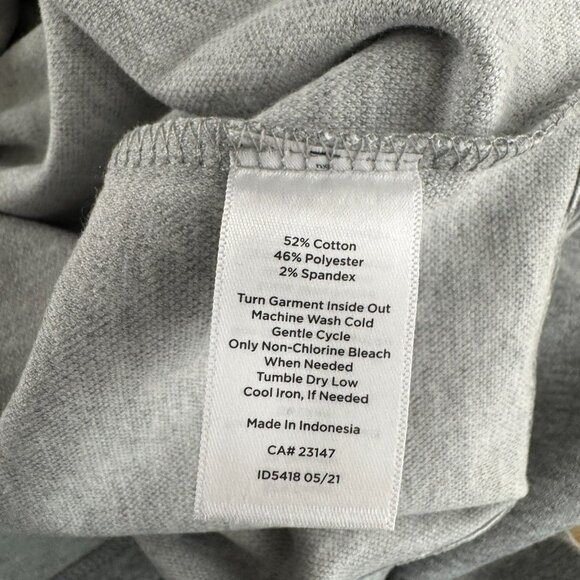 52% Cotton
46% Polyester
2% Spandex
Turn Garment Inside Out
Machine Wash Cold
Gentle Cycle
Only Non-Chlorine Bleach
When Needed
Tumble Dry Low
Cool Iron, If Needed
Made In Indonesia
CA# 23147
ID5418 05/21